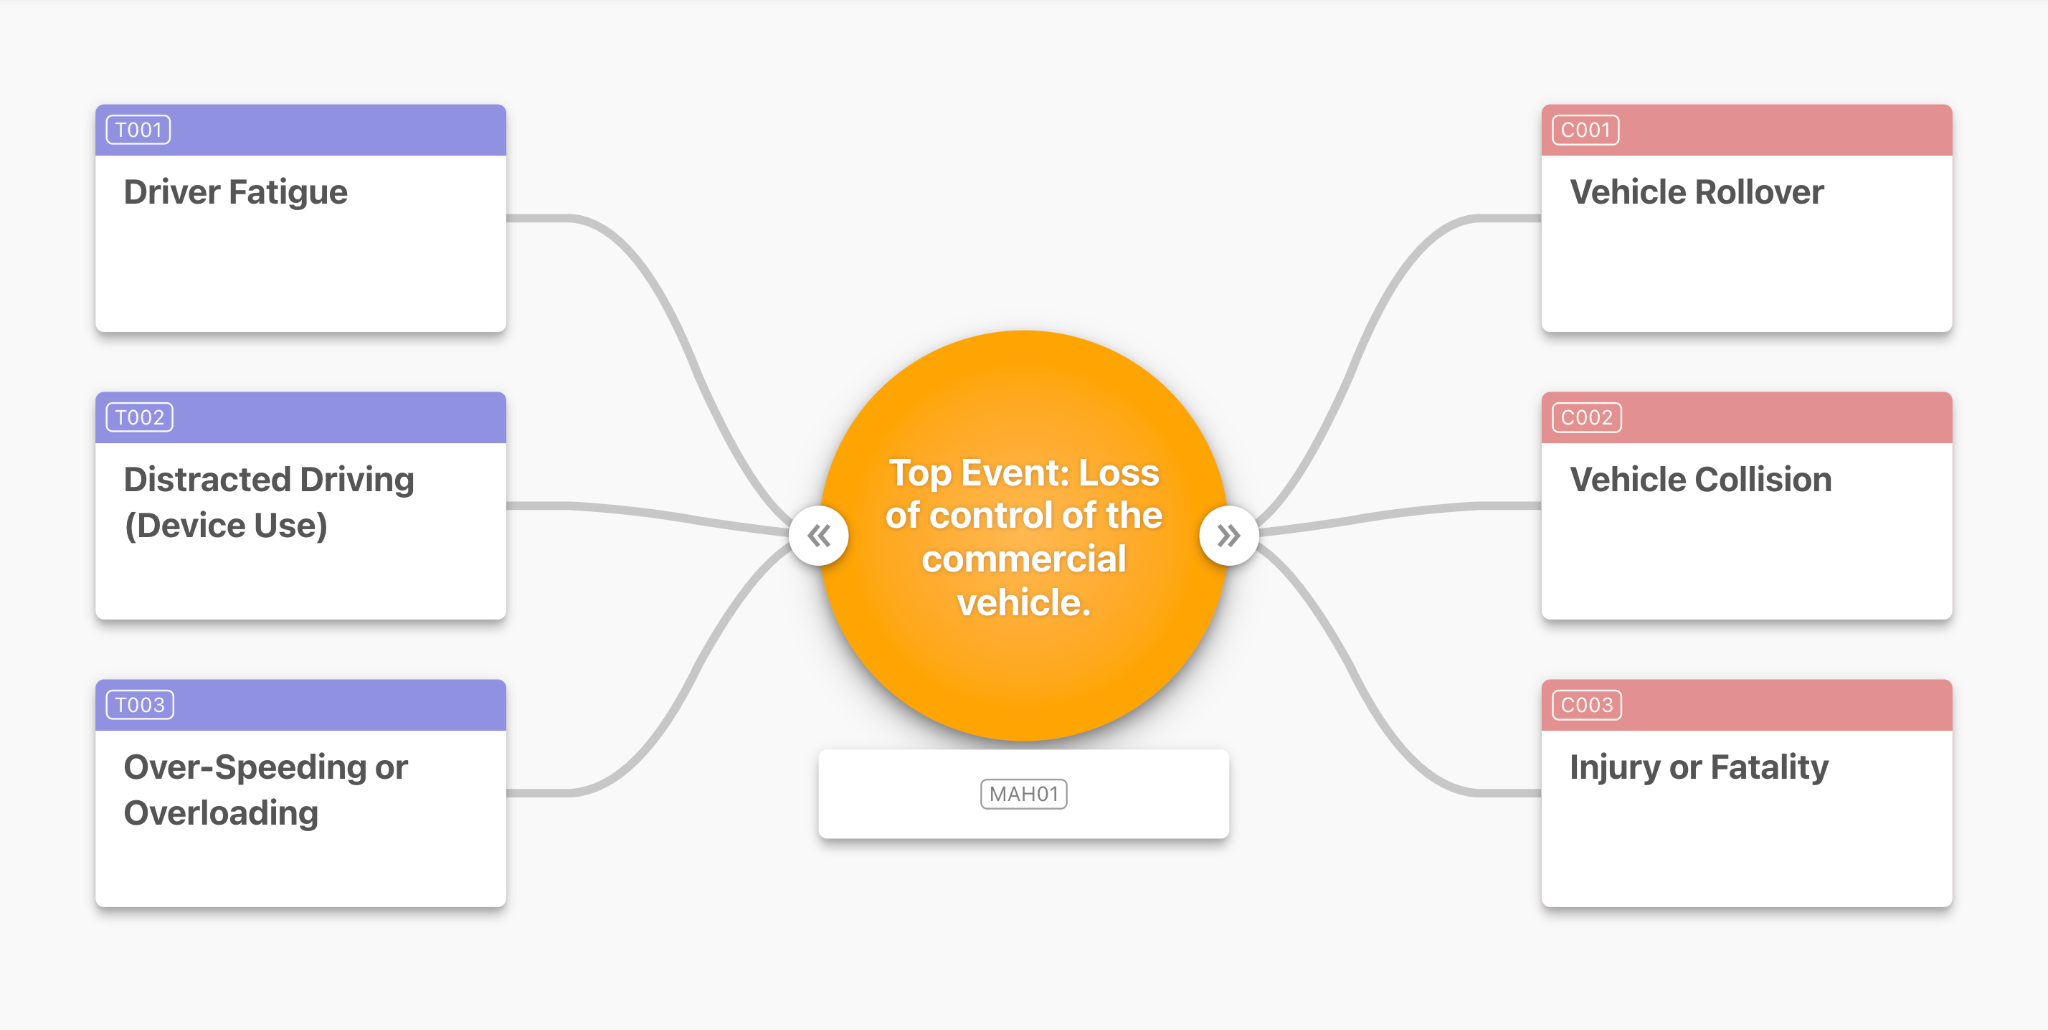 T001
Driver Fatigue
T002
Distracted Driving
(Device Use)
T003
Over-Speeding or
Overloading
Top Event: Loss
of control of the
commercial
vehicle.
MAH01
C001
Vehicle Rollover
C002
Vehicle Collision
C003
Injury or Fatality